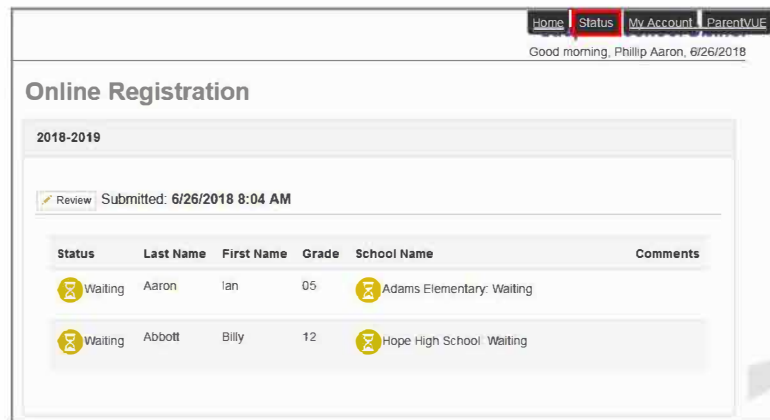 Home Status My Account ParentVUE
Good morning, Phillip Aaron, 6/26/2018
Online Registration
2018-2019
Review Submitted: 6/26/2018 8:04 AM
Status Last Name First Name Grade School Name Comments
Waiting Aaron Ian 05 Adams Elementary: Waiting
Waiting Abbott Billy 12 Hope High School: Waiting